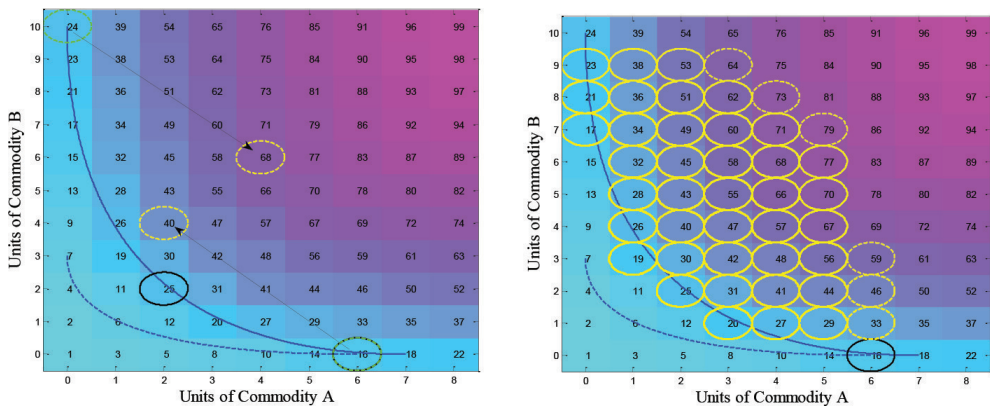 Units of Commodity B
10 24 39 54 65 76 85 91 96 99
9 23 38 53 64 75 84 90 95 98
8 21 36 51 62 73 81 88 93 97
7 17 34 49 60 71 79 86 92 94
6 15 32 45 58 68 77 83 87 89
5 13 28 43 55 66 70 78 80 82
4 9 26 40 47 57 67 69 72 74
3 7 19 30 42 48 56 59 61 63
2 4 11 25 31 41 44 46 50 52
1 2 6 12 20 27 29 33 35 37
0 1 3 5 8 10 14 16 18 22
0 1 2 3 4 5 6 7 8
Units of Commodity A
Units of Commodity B
10 24 39 54 65 76 85 91 96 99
9 23 38 53 64 75 84 90 95 98
8 21 36 51 62 73 81 88 93 97
7 17 34 49 60 71 79 86 92 94
6 15 32 45 58 68 77 83 87 89
5 13 28 43 55 66 70 78 80 82
4 9 26 40 47 57 67 69 72 74
3 7 19 30 42 48 56 59 61 63
2 4 11 25 31 41 44 46 50 52
1 2 6 12 20 27 29 33 35 37
0 1 3 5 8 10 14 16 18 22
0 1 2 3 4 5 6 7 8
Units of Commodity A